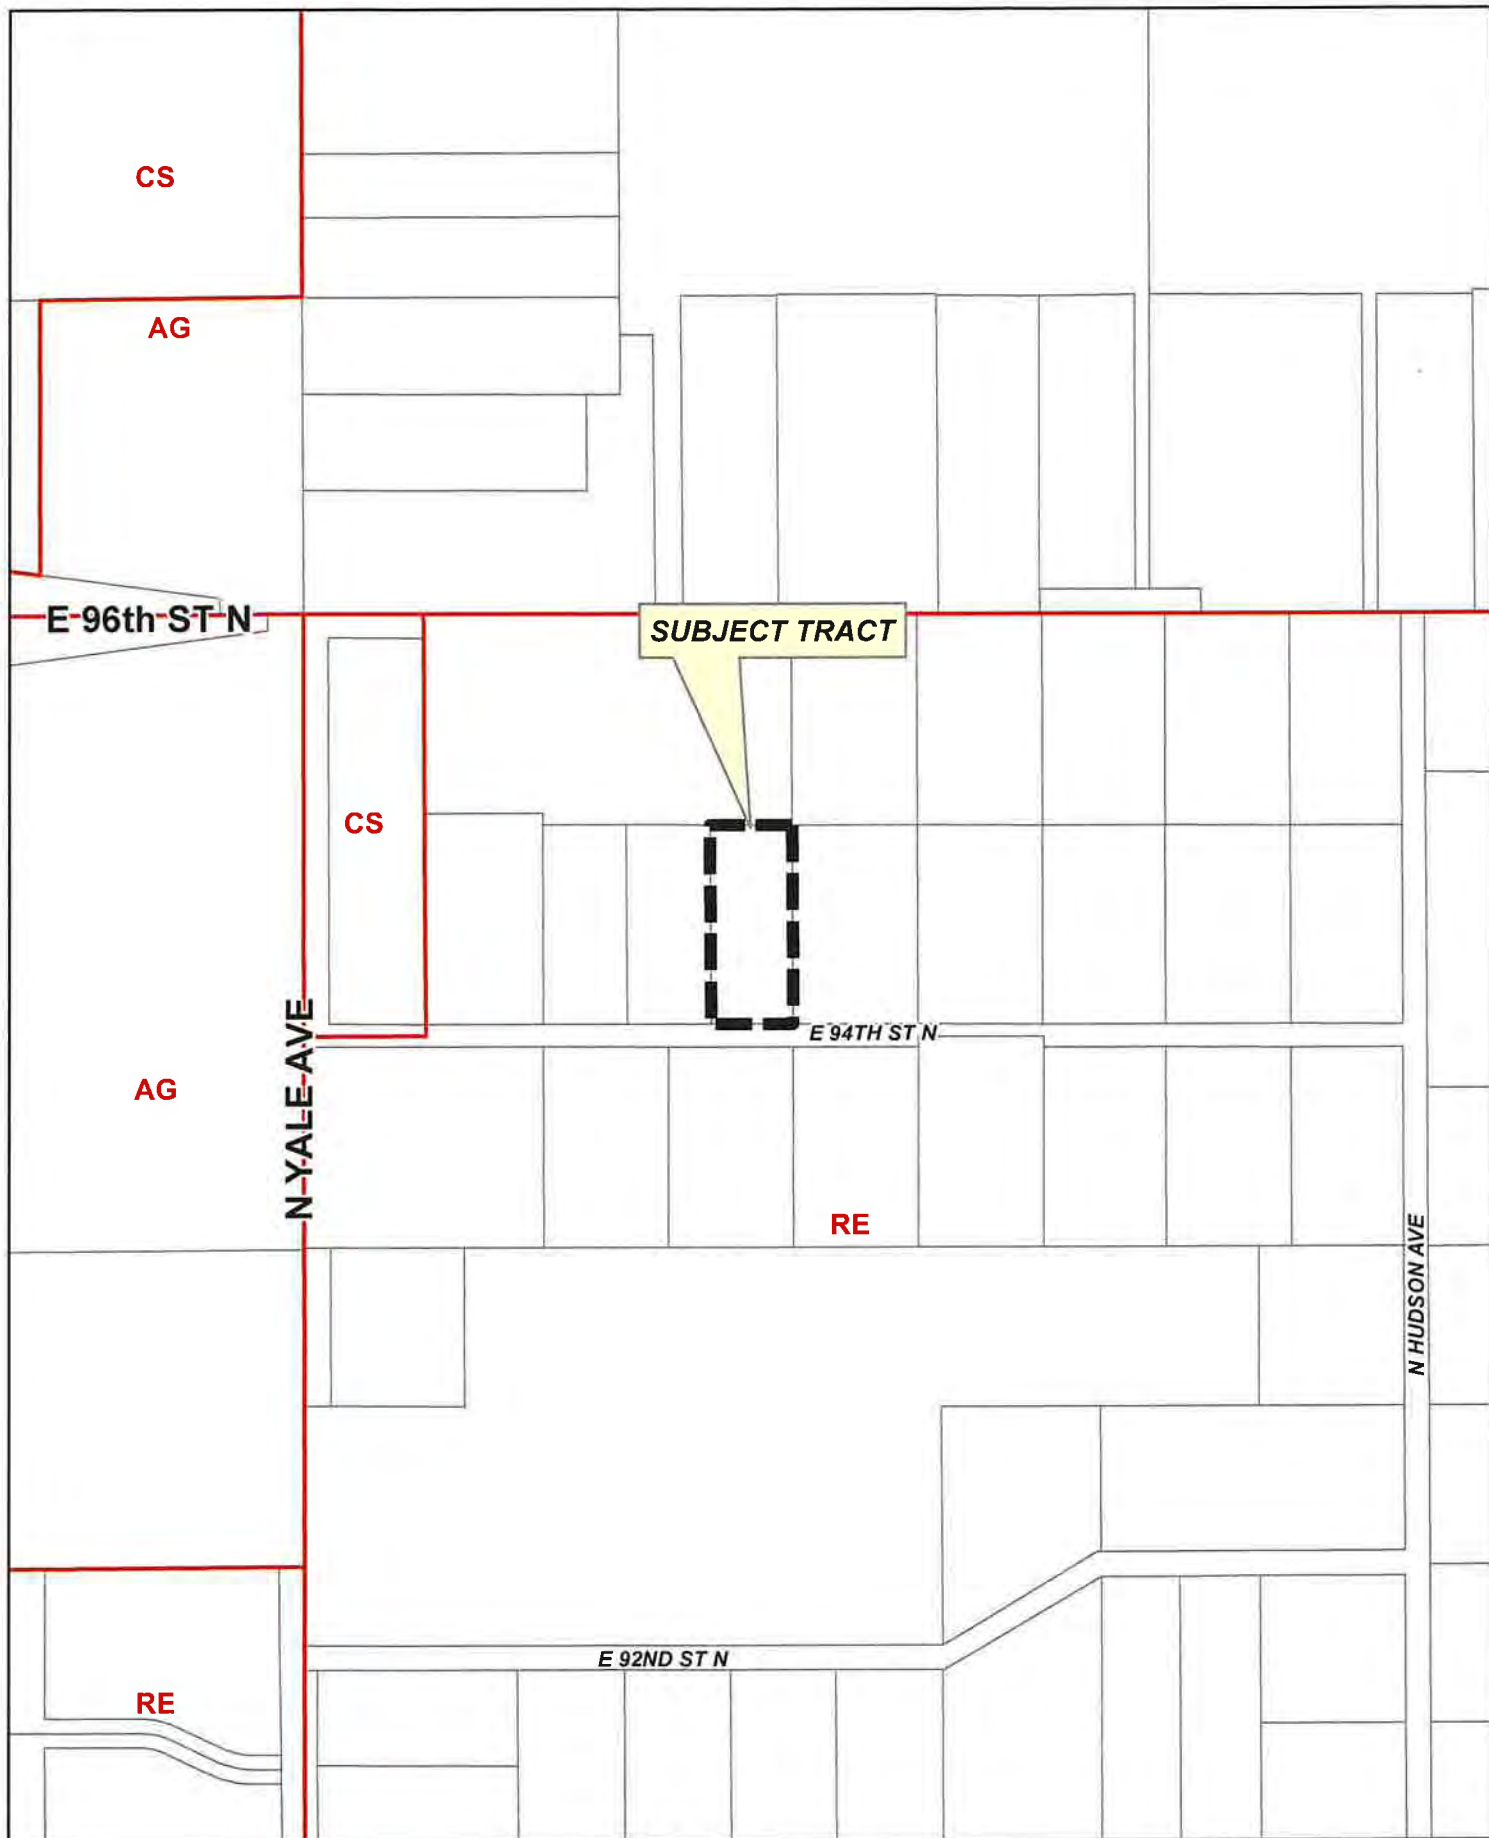 CS
AG
E 96th ST N
SUBJECT TRACT
CS
E 94TH ST N
N YALE AVE
AG
RE
N HUDSON AVE
E 92ND ST N
RE